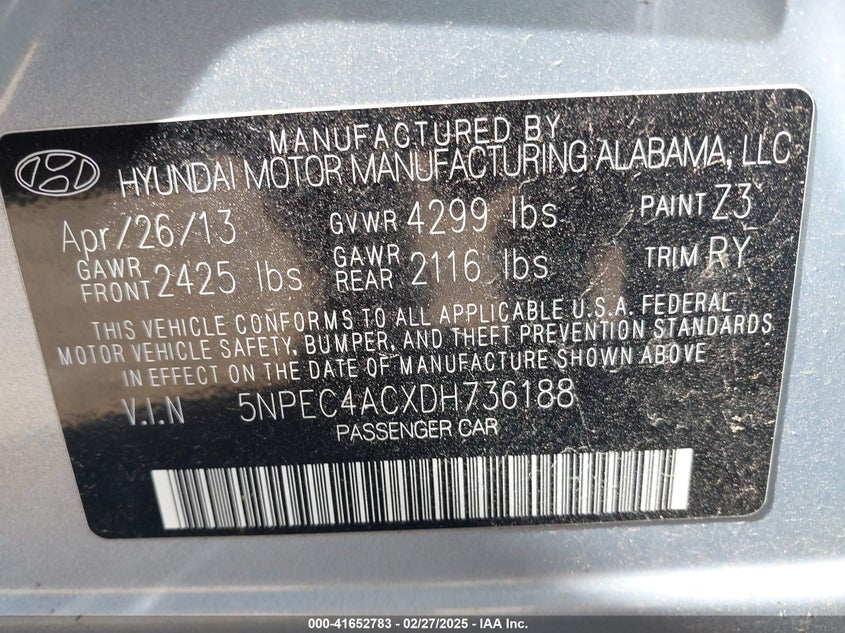 MANUFACTURED BY
HYUNDAI MOTOR MANUFACTURING ALABAMA, LLC
Apr/26/13 GVWR 4299 lbs PAINT Z3
GAWR FRONT 2425 lbs GAWR REAR 2116 lbs TRIM RY
THIS VEHICLE CONFORMS TO ALL APPLICABLE U.S.A. FEDERAL
MOTOR VEHICLE SAFETY, BUMPER, AND THEFT PREVENTION STANDARDS
IN EFFECT ON THE DATE OF MANUFACTURE SHOWN ABOVE
V.I.N 5NPEC4ACXDH736188
PASSENGER CAR
000-41652783 - 02/27/2025 - IAA Inc.